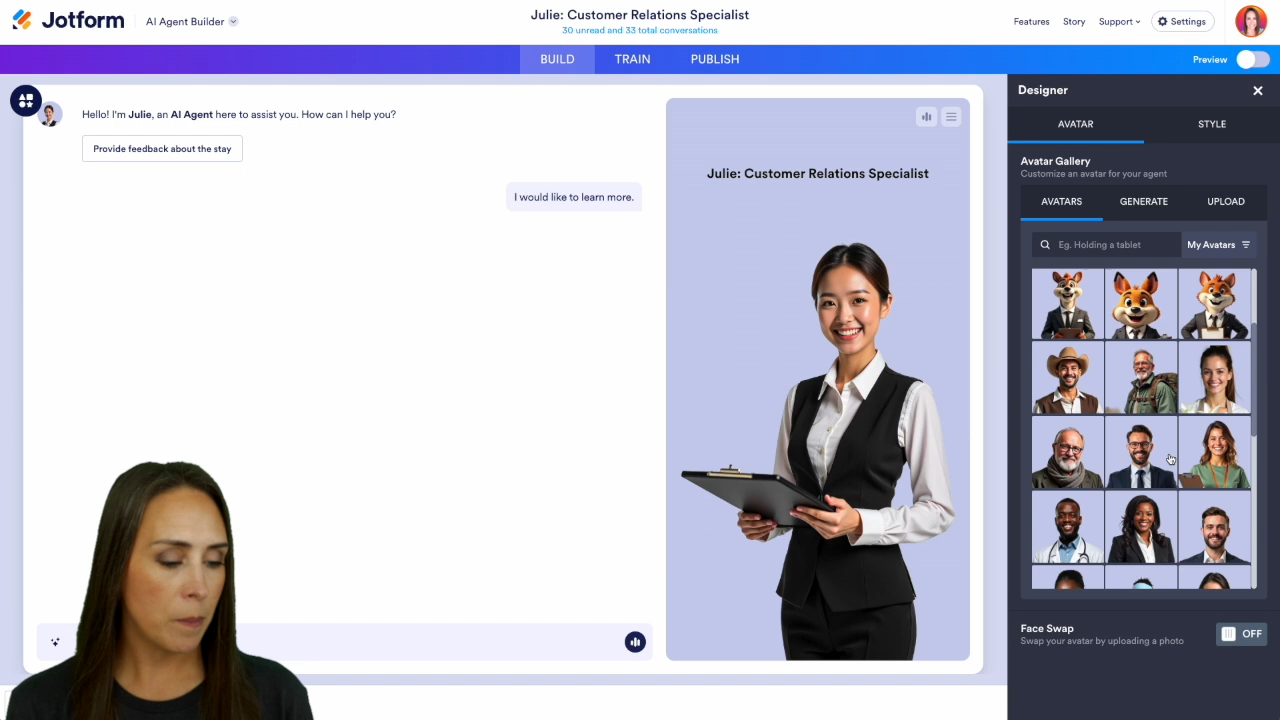 Jotform
AI Agent Builder
Julie: Customer Relations Specialist
30 unread and 33 total conversations
Features
Story
Support
Settings
BUILD
TRAIN
PUBLISH
Preview
Hello! I'm Julie, an AI Agent here to assist you. How can I help you?
Provide feedback about the stay
I would like to learn more.
Julie: Customer Relations Specialist
Designer
AVATAR
STYLE
Avatar Gallery
Customize an avatar for your agent
AVATARS
GENERATE
UPLOAD
Eg. Holding a tablet
My Avatars
Face Swap
Swap your avatar by uploading a photo
OFF